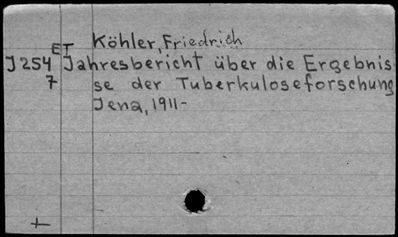 Köhler, Friedrich
ET
J 254 Jahresbericht über die Ergebnis-
7 se der Tuberkuloseforschung
Jena, 1911-